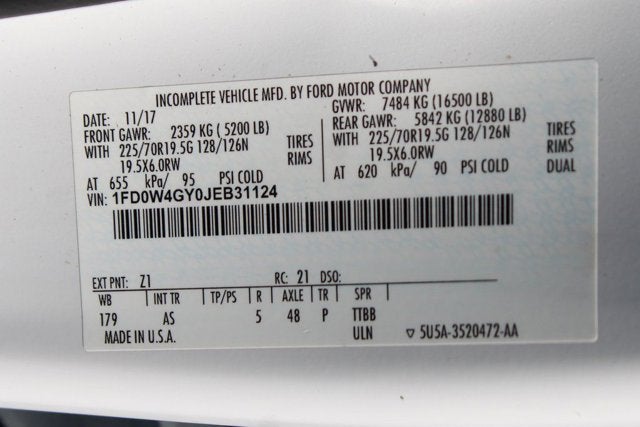 INCOMPLETE VEHICLE MFD. BY FORD MOTOR COMPANY
DATE: 11/17 GVWR: 7484 KG (16500 LB)
FRONT GAWR: 2359 KG ( 5200 LB) REAR GAWR: 5842 KG (12880 LB)
WITH 225/70R19.5G 128/126N TIRES WITH 225/70R19.5G 128/126N TIRES
19.5X6.0RW RIMS 19.5X6.0RW RIMS
AT 655 kPa/ 95 PSI COLD AT 620 kPa/ 90 PSI COLD DUAL
VIN: 1FD0W4GY0JEB31124
EXT PNT: Z1 RC: 21 DSO:
WB INT TR TP/PS R AXLE TR SPR
179 AS 5 48 P TTBB
MADE IN U.S.A. ULN ▽ 5U5A-3520472-AA